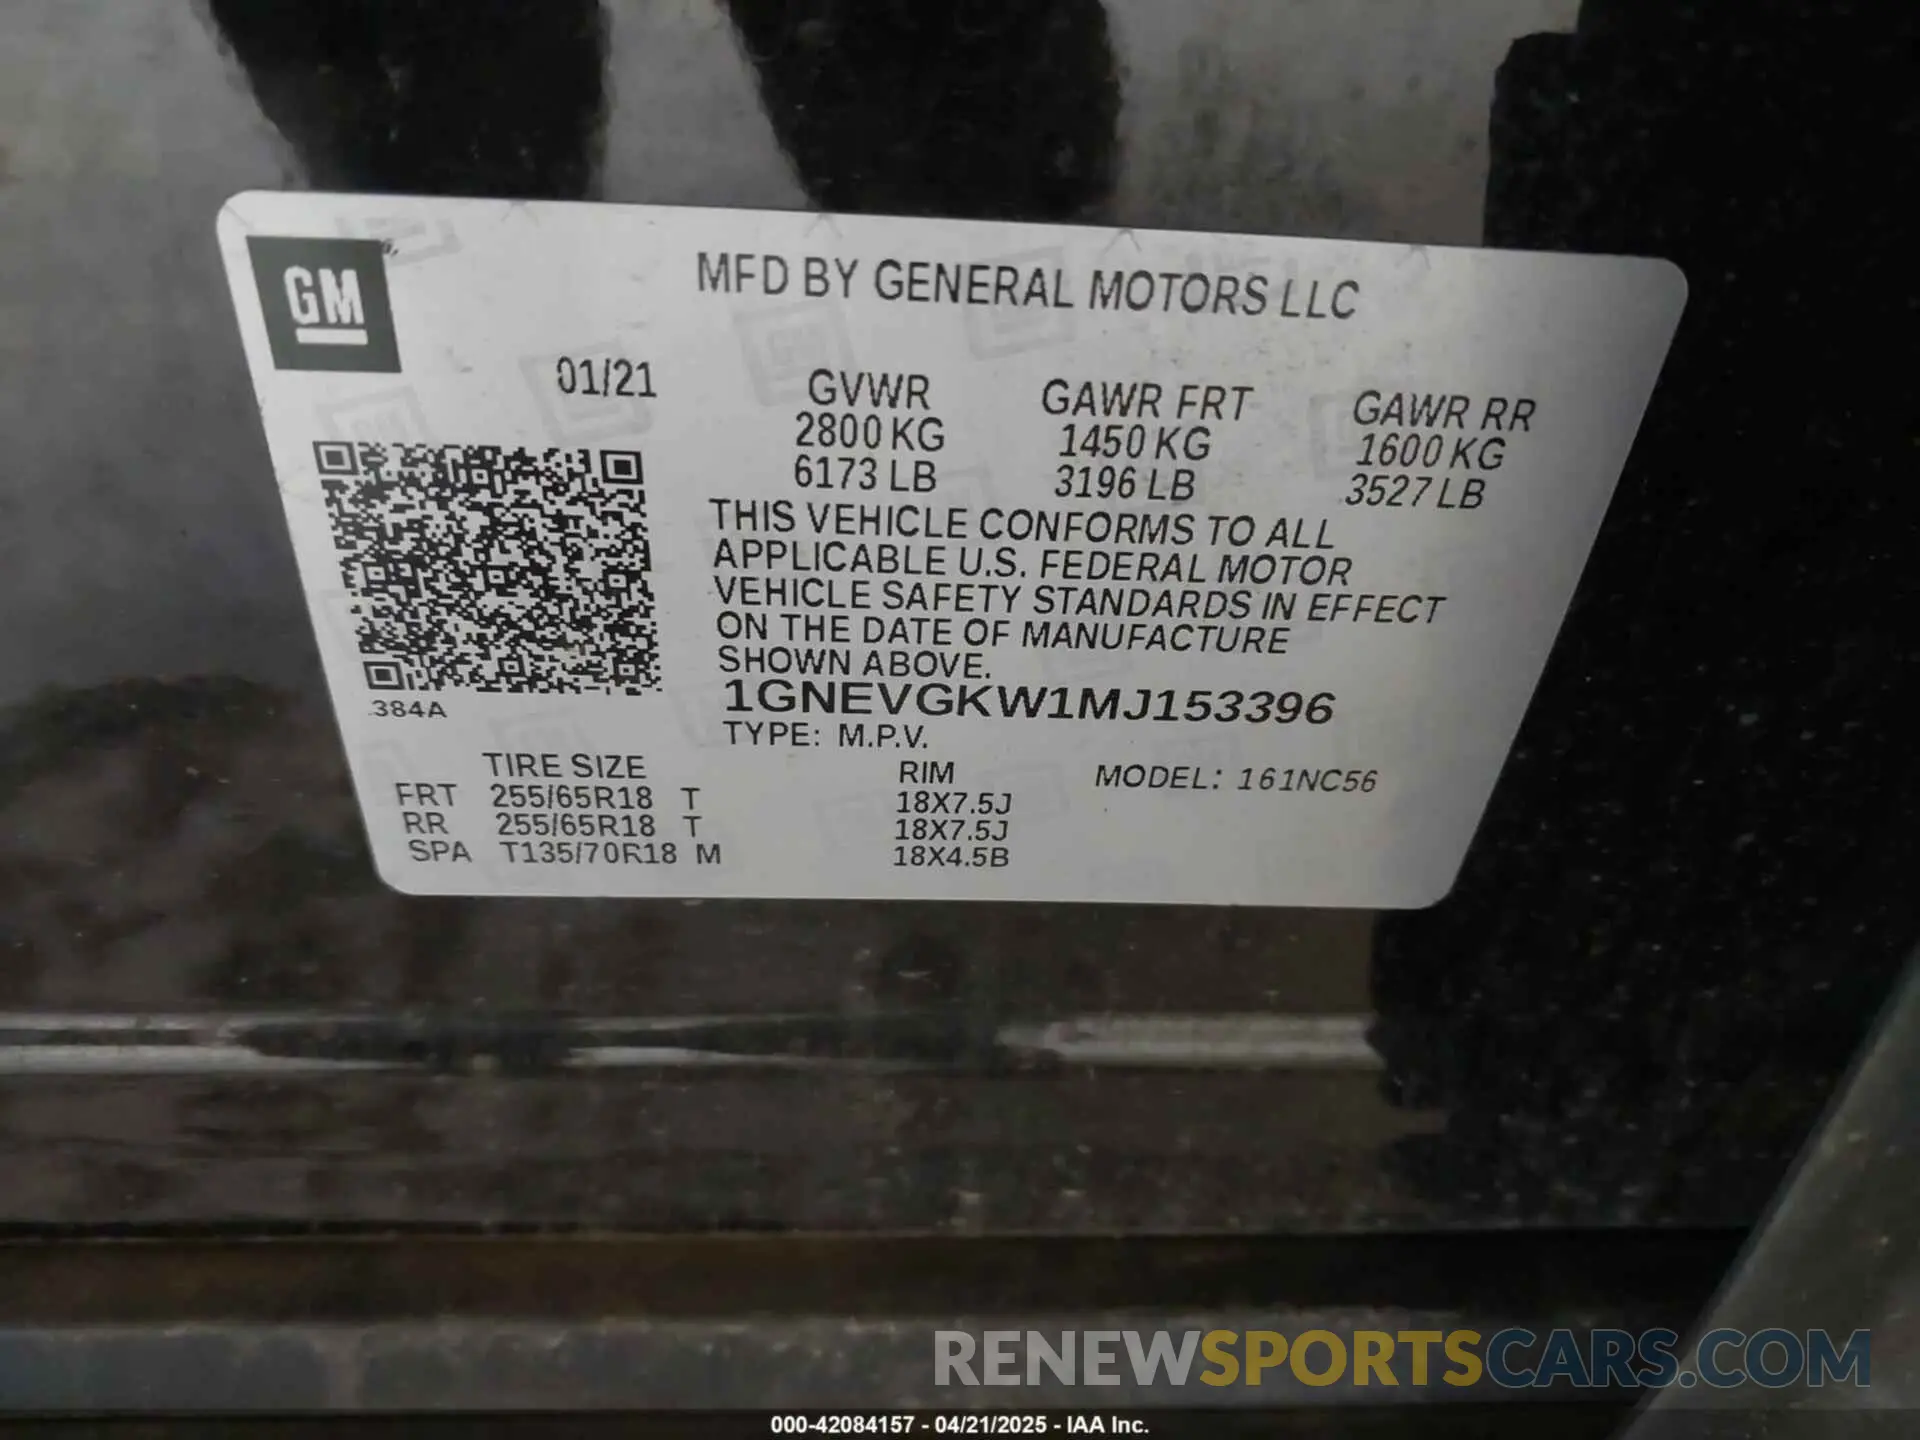 GM
MFD BY GENERAL MOTORS LLC
01/21
GVWR GAWR FRT GAWR RR
2800 KG 1450 KG 1600 KG
6173 LB 3196 LB 3527 LB
THIS VEHICLE CONFORMS TO ALL
APPLICABLE U.S. FEDERAL MOTOR
VEHICLE SAFETY STANDARDS IN EFFECT
ON THE DATE OF MANUFACTURE
SHOWN ABOVE.
1GNEVGKW1MJ153396
384A
TYPE: M.P.V.
TIRE SIZE RIM MODEL: 161NC56
FRT 255/65R18 T 18X7.5J
RR 255/65R18 T 18X7.5J
SPA T135/70R18 M 18X4.5B
RENEWSPORTSCARS.COM
000-42084157 - 04/21/2025 - IAA Inc.